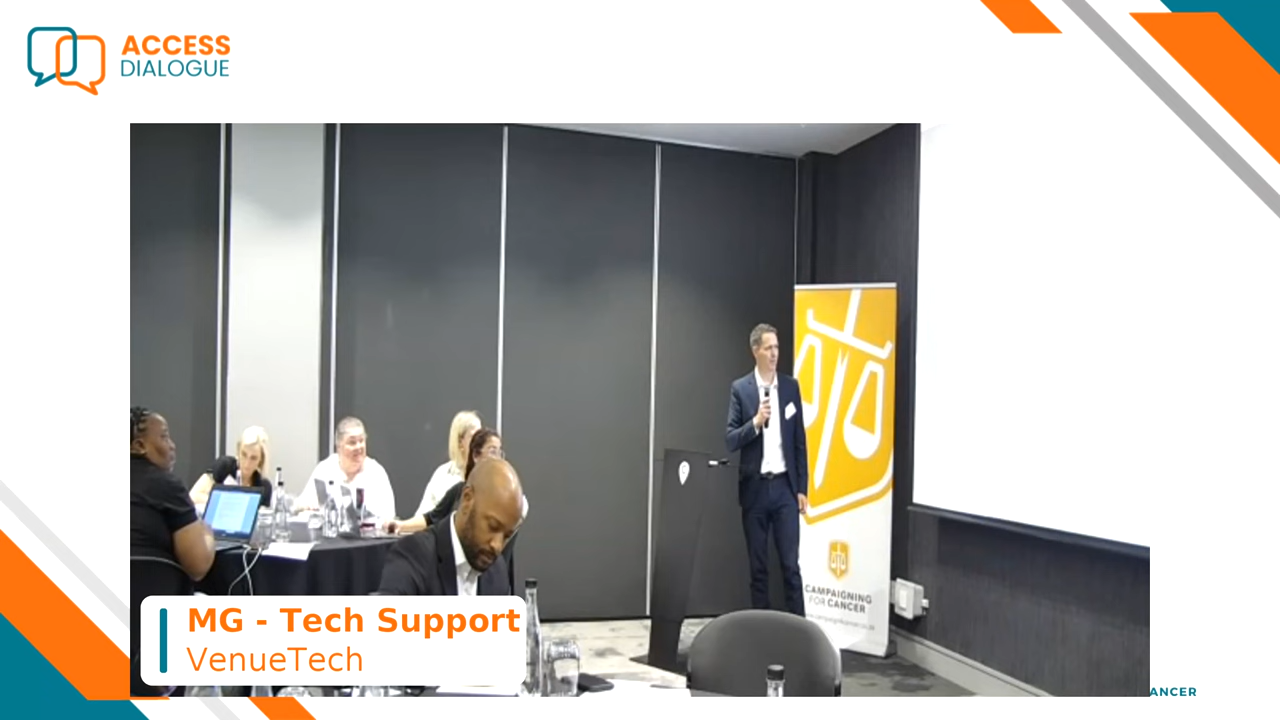 ACCESS
DIALOGUE
CAMPAIGNING
FOR CANCER
MG - Tech Support
VenueTech
ANCER